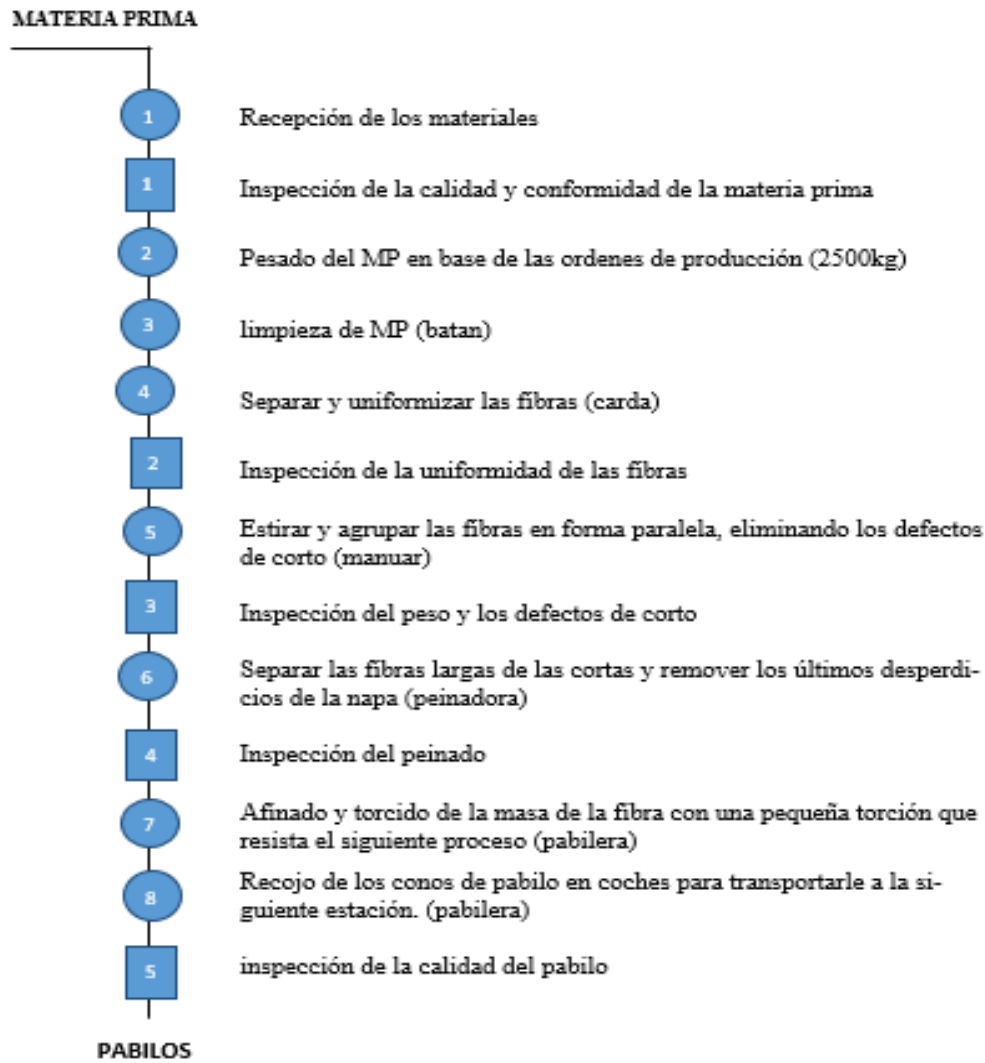 MATERIA PRIMA
1
Recepción de los materiales
1
Inspección de la calidad y conformidad de la materia prima
2
Pesado del MP en base de las ordenes de producción (2500kg)
3
limpieza de MP (batan)
4
Separar y uniformizar las fibras (carda)
2
Inspección de la uniformidad de las fibras
5
Estirar y agrupar las fibras en forma paralela, eliminando los defectos
de corto (manuar)
3
Inspección del peso y los defectos de corto
6
Separar las fibras largas de las cortas y remover los últimos desperdi-
cios de la napa (peinadora)
4
Inspección del peinado
7
Afinado y torcido de la masa de la fibra con una pequeña torción que
resista el siguiente proceso (pabilera)
8
Recojo de los conos de pabilo en coches para transportarle a la si-
guiente estación. (pabilera)
5
inspección de la calidad del pabilo
PABILOS